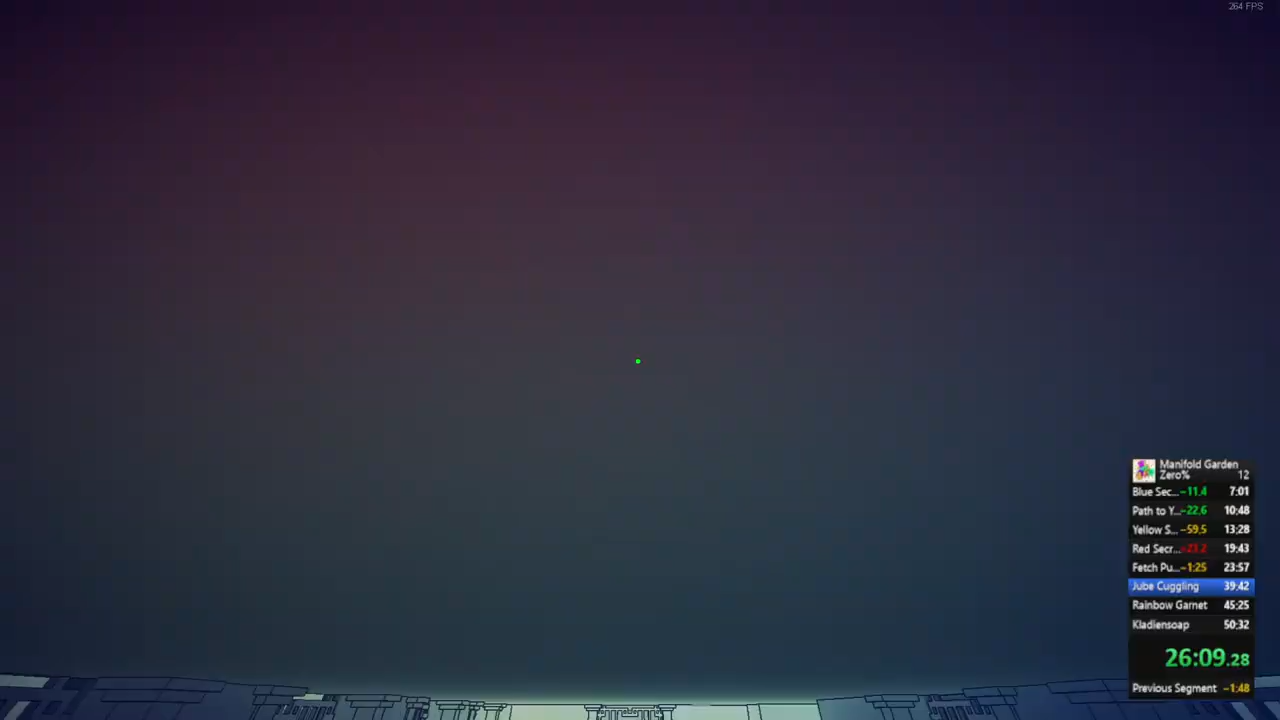 264 FPS
Manifold Garden
Zero% 12
Blue Sec... -11.4 7:01
Path to Y... -22.6 10:48
Yellow S... -59.5 13:28
Red Secr... -23.2 19:43
Fetch Pu... -1:25 23:57
Jube Cuggling 39:42
Rainbow Garnet 45:25
Kladiensoap 50:32
26:09.28
Previous Segment -1:48